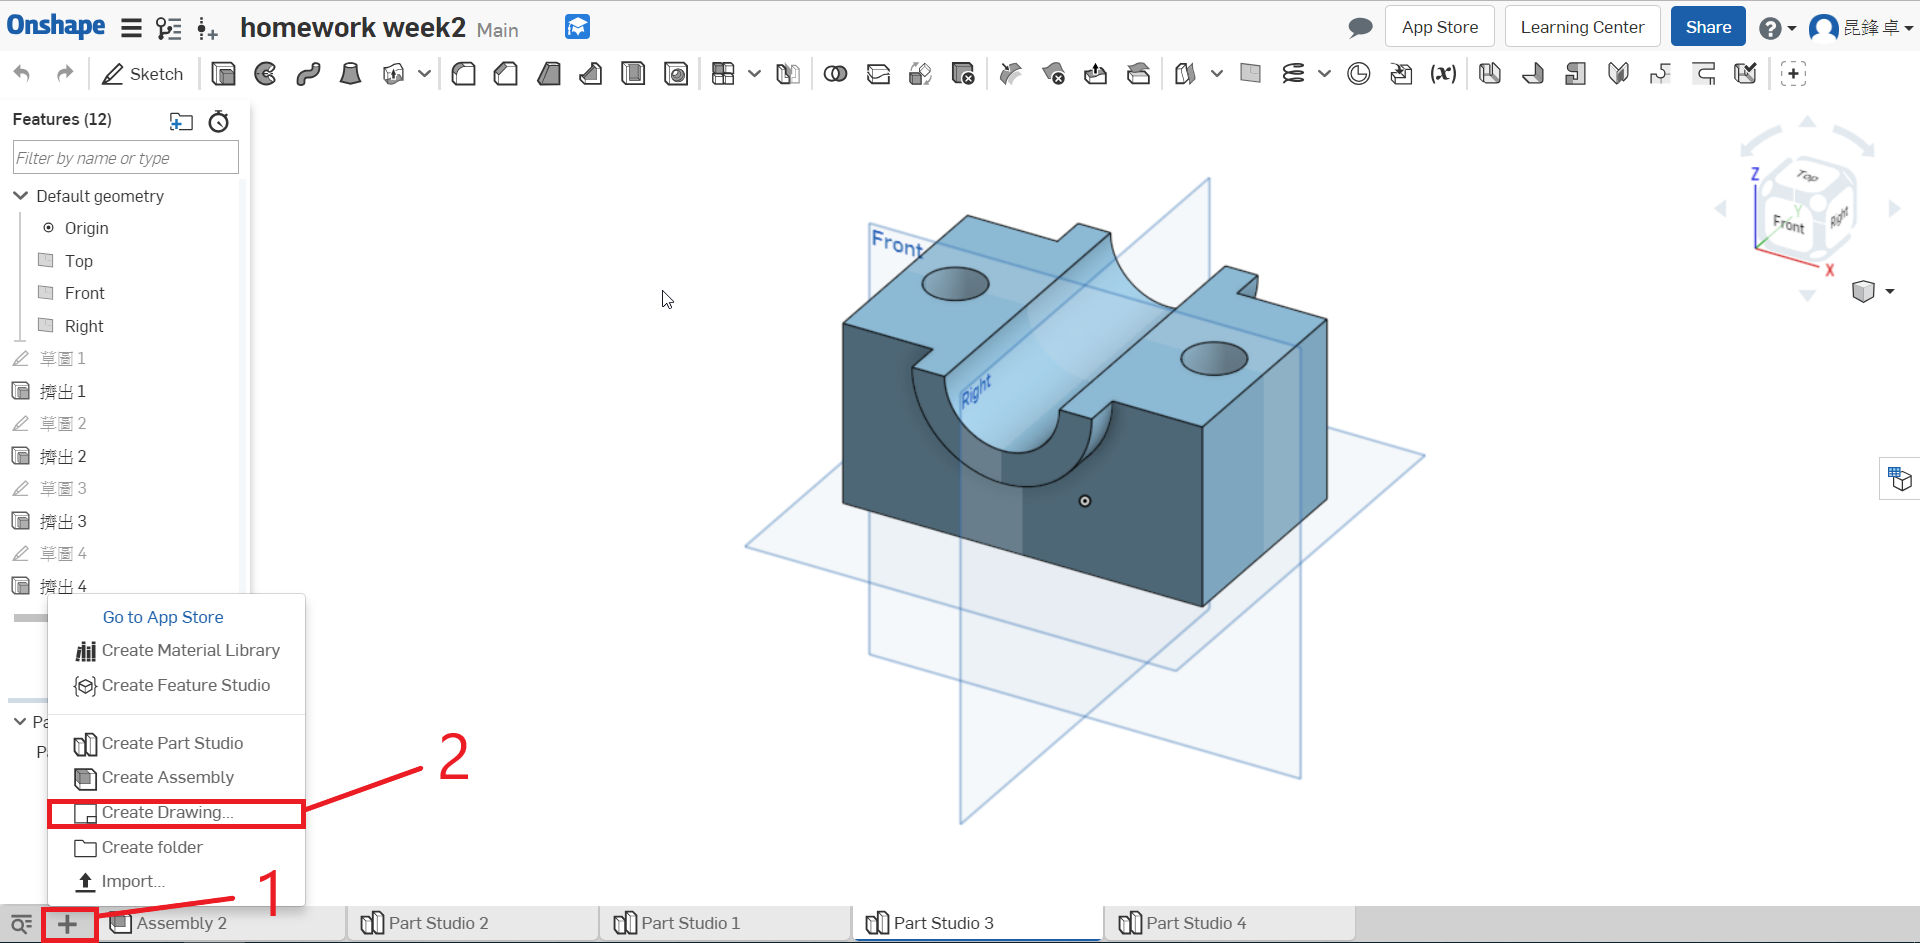 Onshape homework week2 Main App Store Learning Center Share 昆鋒 卓
Sketch (x)
Features (12)
Filter by name or type
Default geometry
Origin
Top
Front
Right
草圖 1
擠出 1
草圖 2
擠出 2
草圖 3
擠出 3
草圖 4
擠出 4
Go to App Store
Create Material Library
Create Feature Studio
Pa
P
Create Part Studio
Create Assembly
Create Drawing...
Create folder
Import...
2
1
Front
Right
Z
Top
Y
Front
Right
X
Assembly 2 Part Studio 2 Part Studio 1 Part Studio 3 Part Studio 4